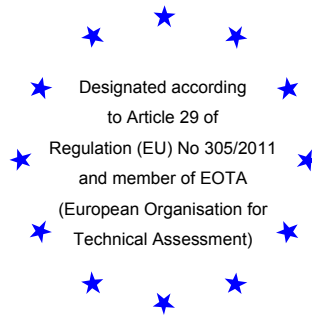 Designated according
to Article 29 of
Regulation (EU) No 305/2011
and member of EOTA
(European Organisation for
Technical Assessment)